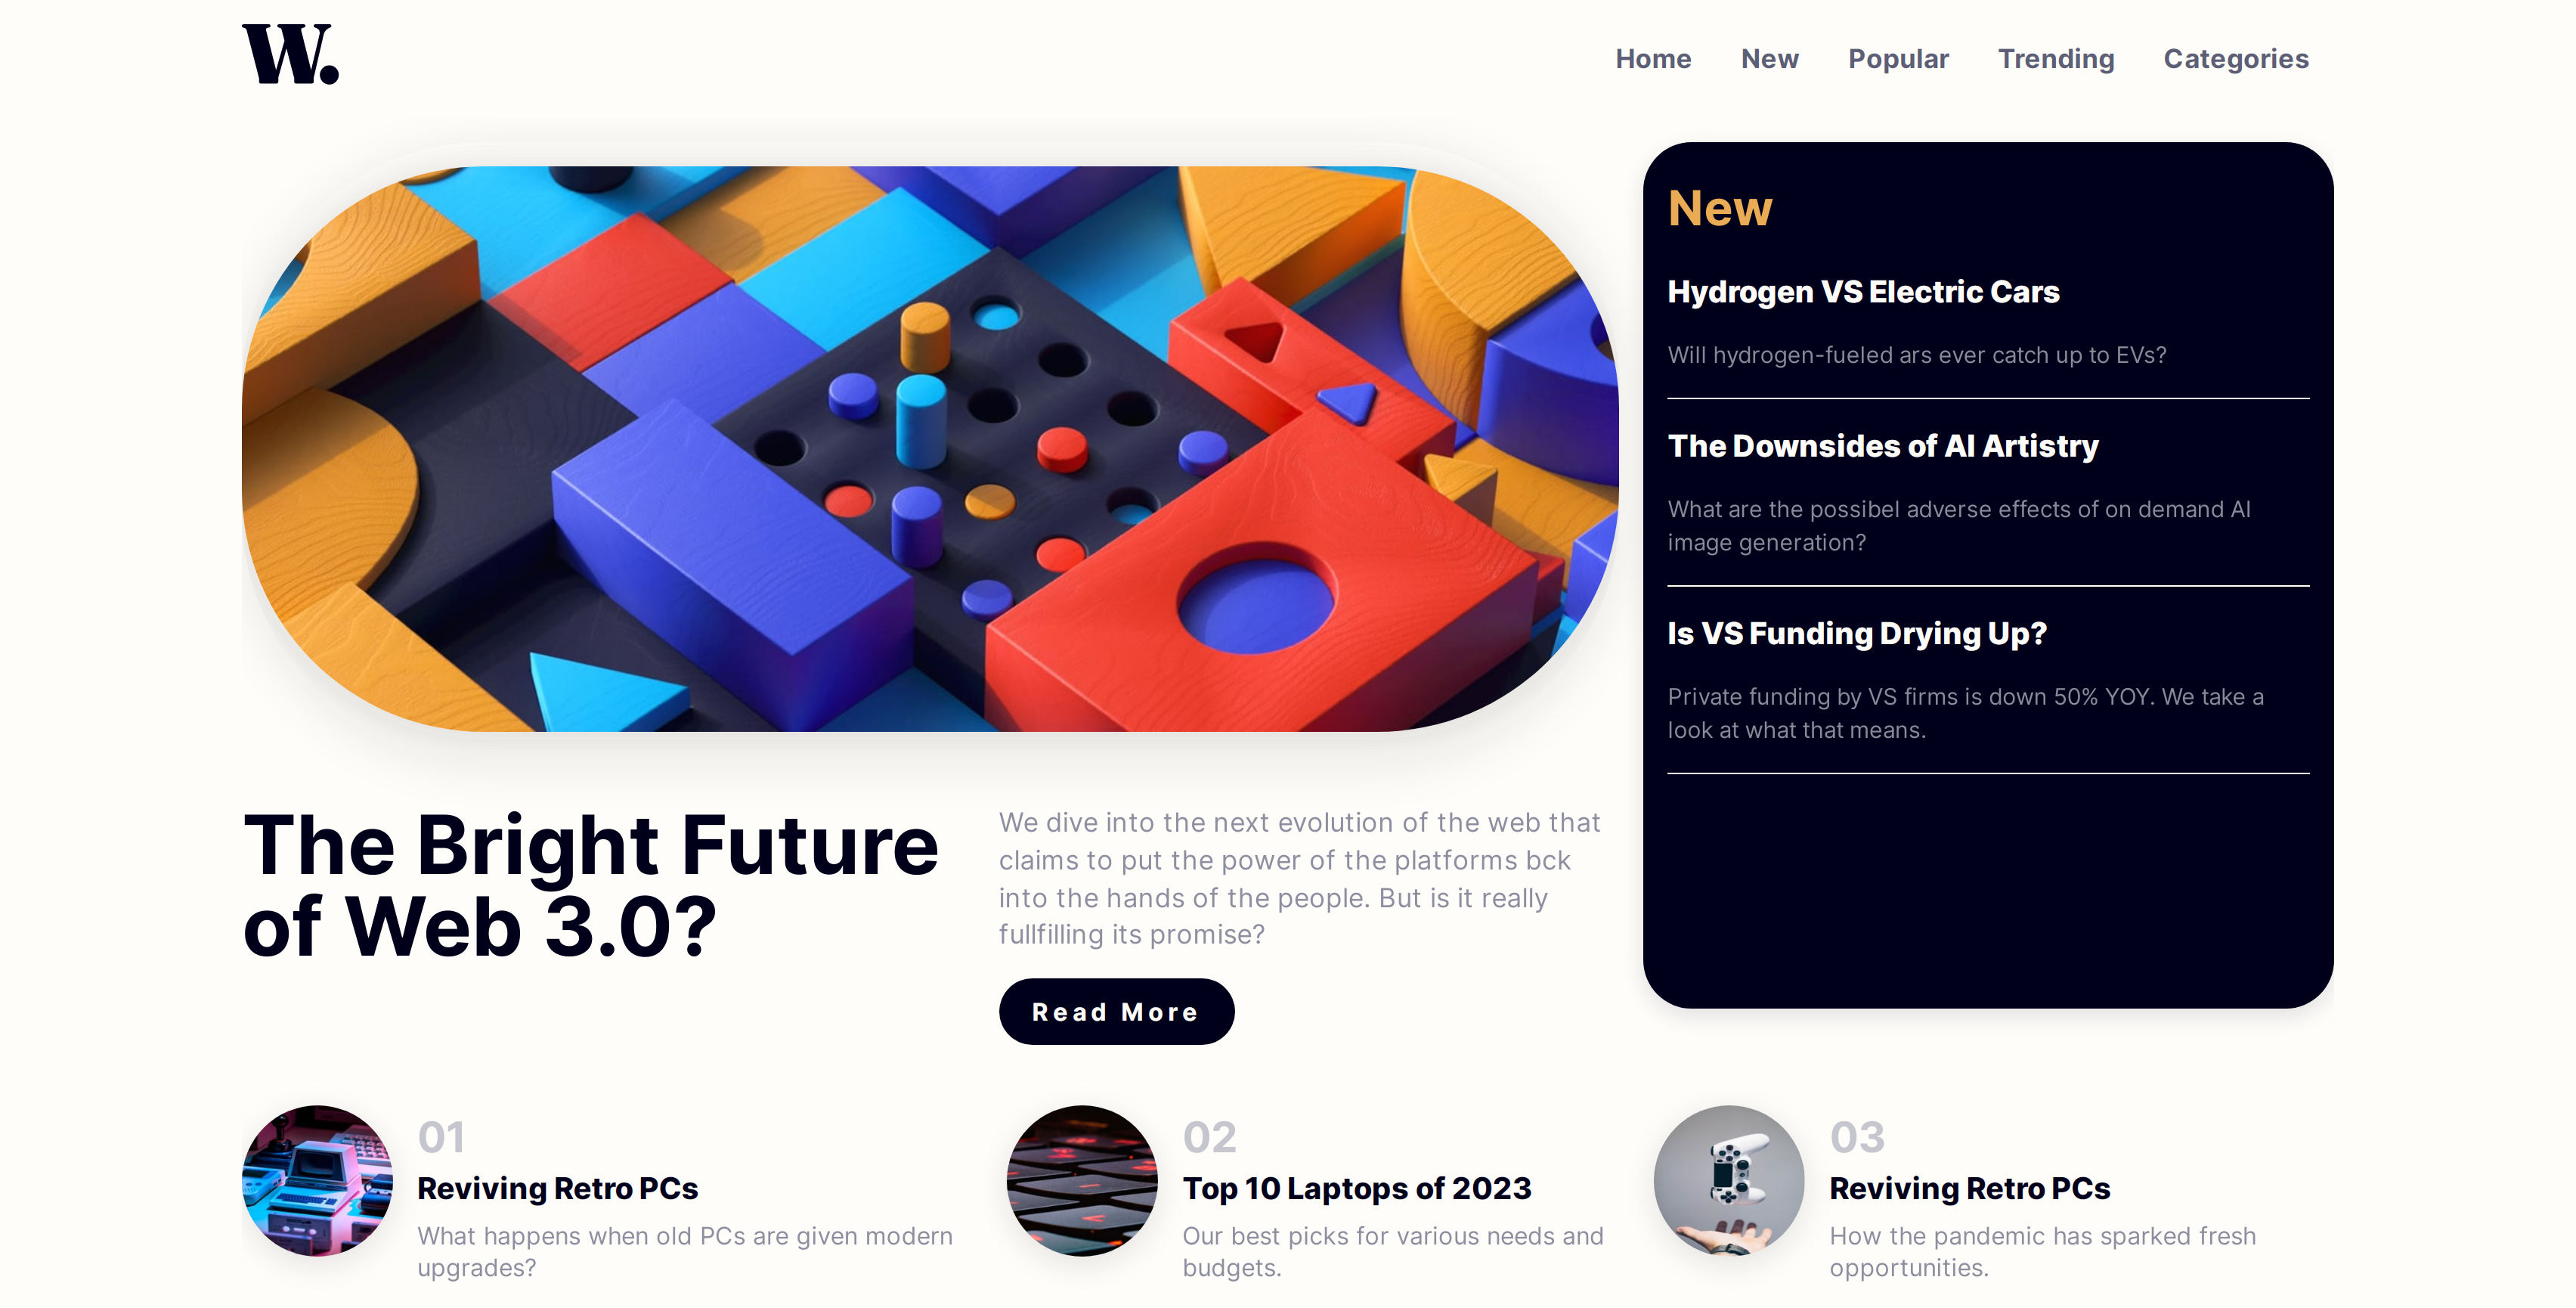 W.
Home New Popular Trending Categories
New
Hydrogen VS Electric Cars
Will hydrogen-fueled ars ever catch up to EVs?
The Downsides of AI Artistry
What are the possibel adverse effects of on demand AI
image generation?
Is VS Funding Drying Up?
Private funding by VS firms is down 50% YOY. We take a
look at what that means.
The Bright Future
of Web 3.0?
We dive into the next evolution of the web that
claims to put the power of the platforms bck
into the hands of the people. But is it really
fullfilling its promise?
Read More
01
Reviving Retro PCs
What happens when old PCs are given modern
upgrades?
02
Top 10 Laptops of 2023
Our best picks for various needs and
budgets.
03
Reviving Retro PCs
How the pandemic has sparked fresh
opportunities.